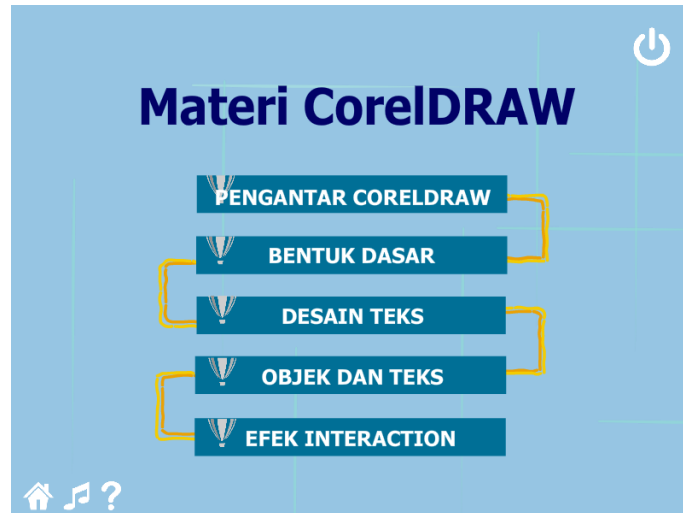 Materi CorelDRAW
PENGANTAR CORELDRAW
BENTUK DASAR
DESAIN TEKS
OBJEK DAN TEKS
EFEK INTERACTION
?